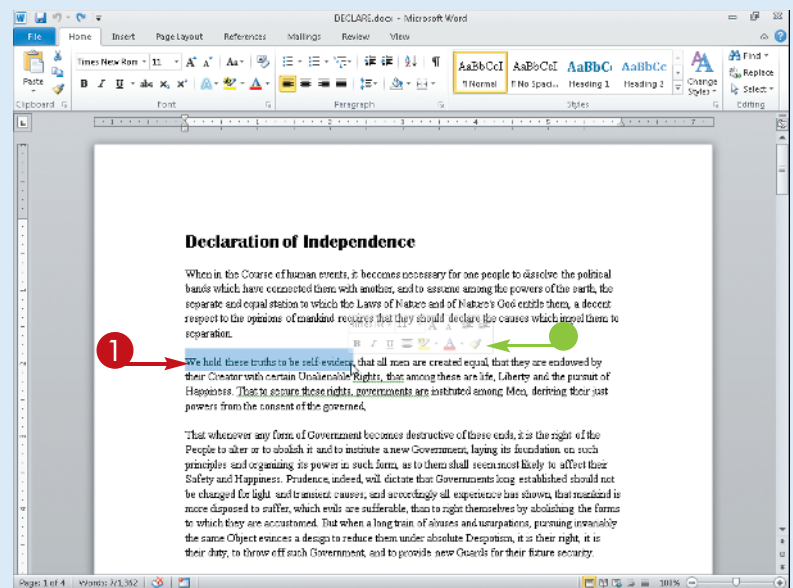 DECLARE.docx - Microsoft Word
File Home Insert Page Layout References Mailings Review View
Times New Rom 11 A A Aa
AaBbCcI AaBbCcI AaBbC AaBbCc
Find
Paste
Replace
B I U abc x₂ x² A A
¶ Normal ¶ No Spaci... Heading 1 Heading 2
Change Styles
Select
Clipboard Font Paragraph Styles Editing
L
1 1 2 3 4 5 7
Declaration of Independence
When in the Course of human events, it becomes necessary for one people to dissolve the political
bands which have connected them with another, and to assume among the powers of the earth, the
separate and equal station to which the Laws of Nature and of Nature's God entitle them, a decent
respect to the opinions of mankind requires that they should declare the causes which impel them to
separation.
B I U A
1
We hold these truths to be self-evident, that all men are created equal, that they are endowed by
their Creator with certain Unalienable Rights, that among these are life, Liberty and the pursuit of
Happiness. That to secure these rights, governments are instituted among Men, deriving their just
powers from the consent of the governed,
That whenever any form of Government becomes destructive of these ends, it is the right of the
People to alter or to abolish it and to institute a new Government, laying its foundation on such
principles and organizing its power in such form, as to them shall seem most likely to affect their
Safety and Happiness. Prudence, indeed, will dictate that Governments long established should not
be changed for light and transient causes; and accordingly all experience has shown, that mankind is
more disposed to suffer, which evils are sufferable, than to right themselves by abolishing the forms
to which they are accustomed. But when a long train of abuses and usurpations, pursuing invariably
the same Object evinces a design to reduce them under absolute Despotism, it is their right, it is
their duty, to throw off such Government, and to provide new Guards for their future security.
Page: 1 of 4 Words: 7/1,362 100%